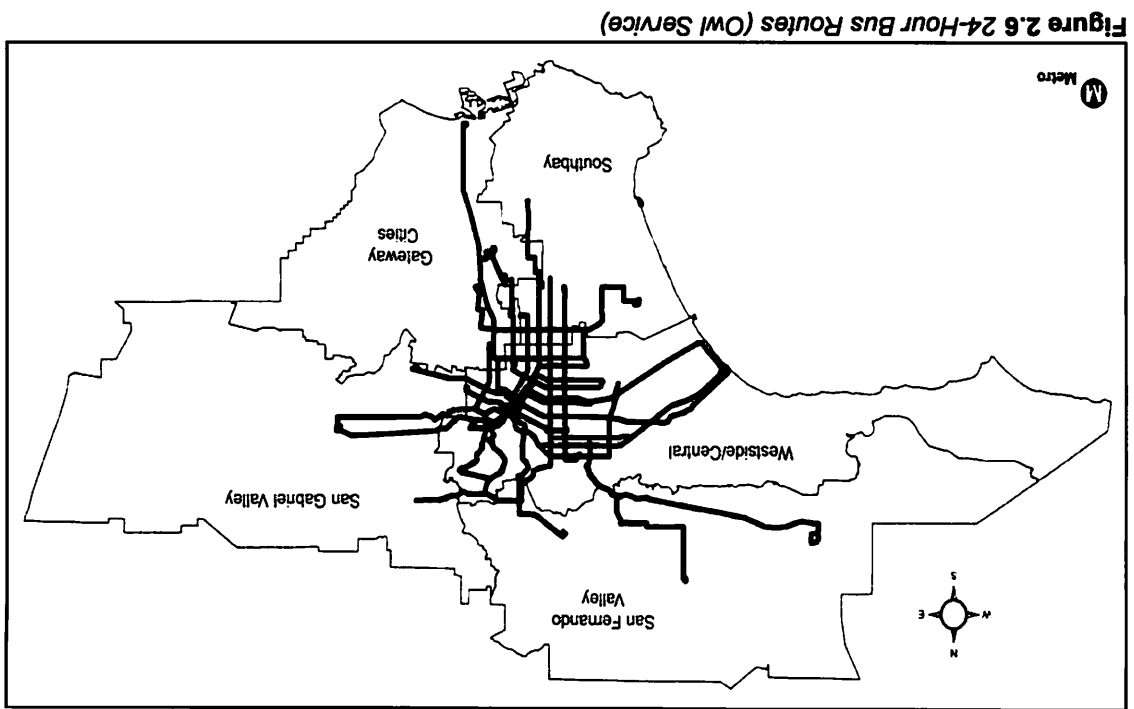 N
W E
S
San Fernando
Valley
San Gabriel Valley
Westside/Central
Gateway
Cities
Southbay
M Metro
Figure 2.6 24-Hour Bus Routes (Owl Service)